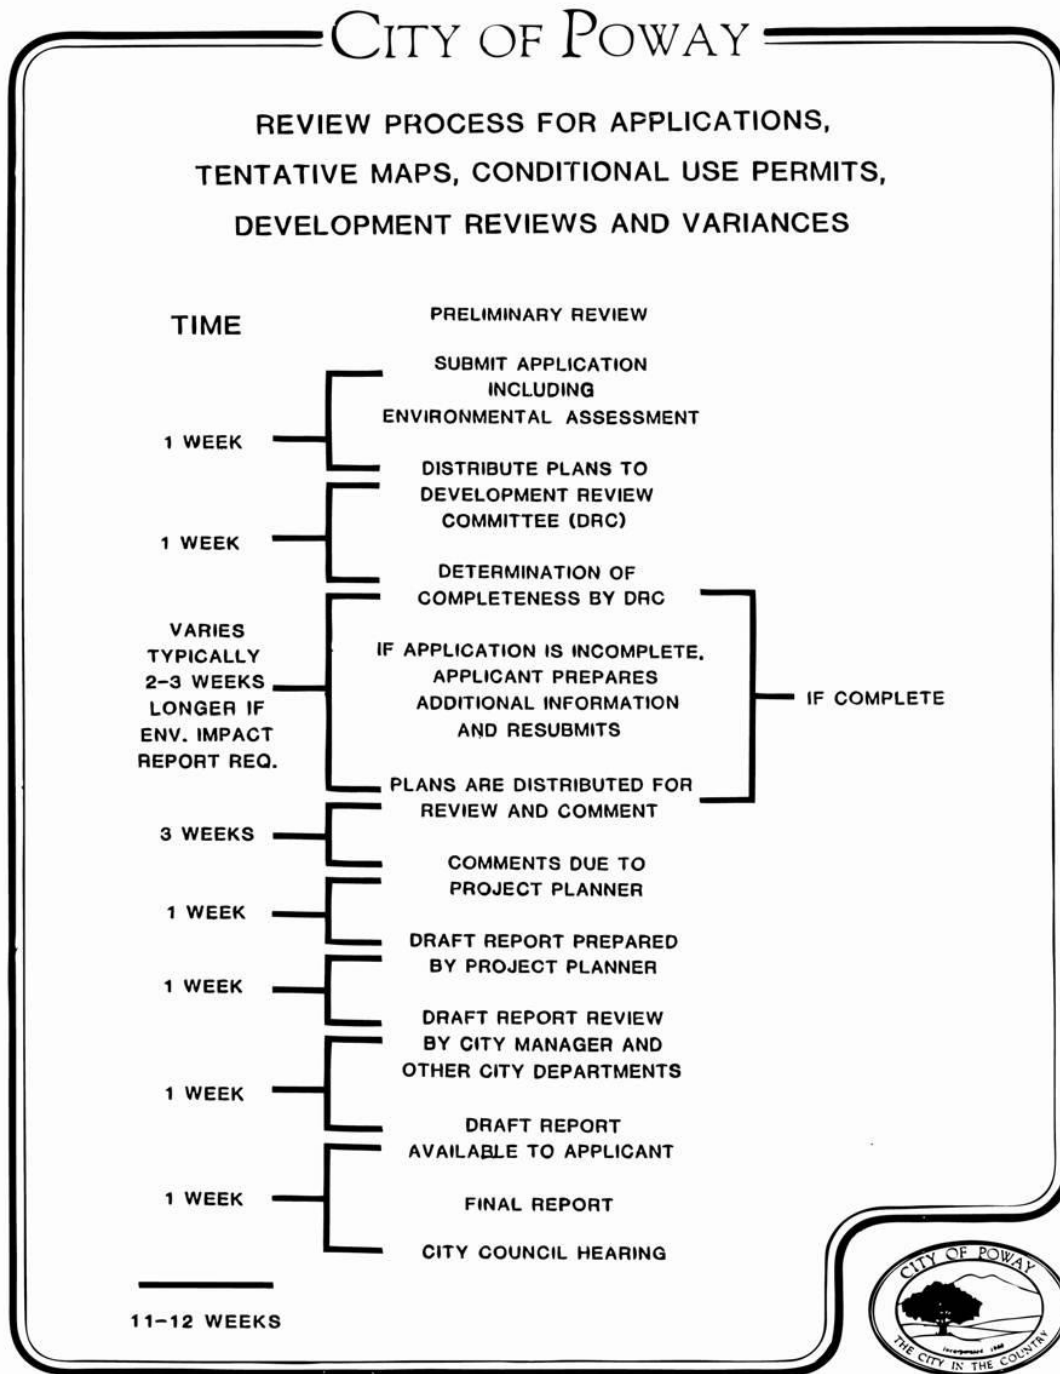 CITY OF POWAY
REVIEW PROCESS FOR APPLICATIONS,
TENTATIVE MAPS, CONDITIONAL USE PERMITS,
DEVELOPMENT REVIEWS AND VARIANCES
TIME
PRELIMINARY REVIEW
SUBMIT APPLICATION
INCLUDING
ENVIRONMENTAL ASSESSMENT
1 WEEK
DISTRIBUTE PLANS TO
DEVELOPMENT REVIEW
COMMITTEE (DRC)
1 WEEK
DETERMINATION OF
COMPLETENESS BY DRC
VARIES
TYPICALLY
2-3 WEEKS
LONGER IF
ENV. IMPACT
REPORT REQ.
IF APPLICATION IS INCOMPLETE,
APPLICANT PREPARES
ADDITIONAL INFORMATION
AND RESUBMITS
IF COMPLETE
PLANS ARE DISTRIBUTED FOR
REVIEW AND COMMENT
3 WEEKS
COMMENTS DUE TO
PROJECT PLANNER
1 WEEK
DRAFT REPORT PREPARED
BY PROJECT PLANNER
1 WEEK
DRAFT REPORT REVIEW
BY CITY MANAGER AND
OTHER CITY DEPARTMENTS
1 WEEK
DRAFT REPORT
AVAILABLE TO APPLICANT
1 WEEK
FINAL REPORT
CITY COUNCIL HEARING
11-12 WEEKS
CITY OF POWAY
Incorporated 1980
THE CITY IN THE COUNTRY